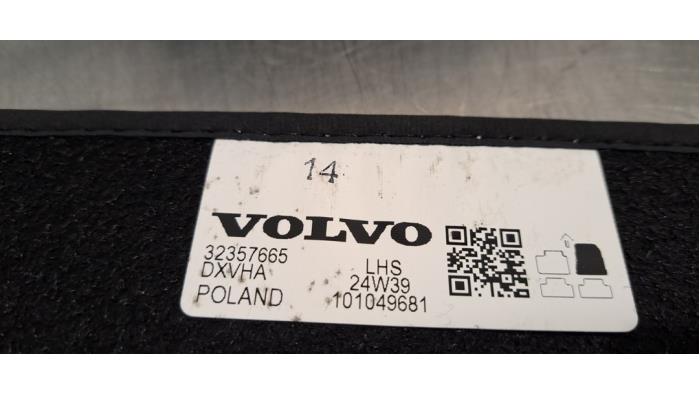 14
VOLVO
32357665 LHS
DXVHA 24W39
POLAND 101049681